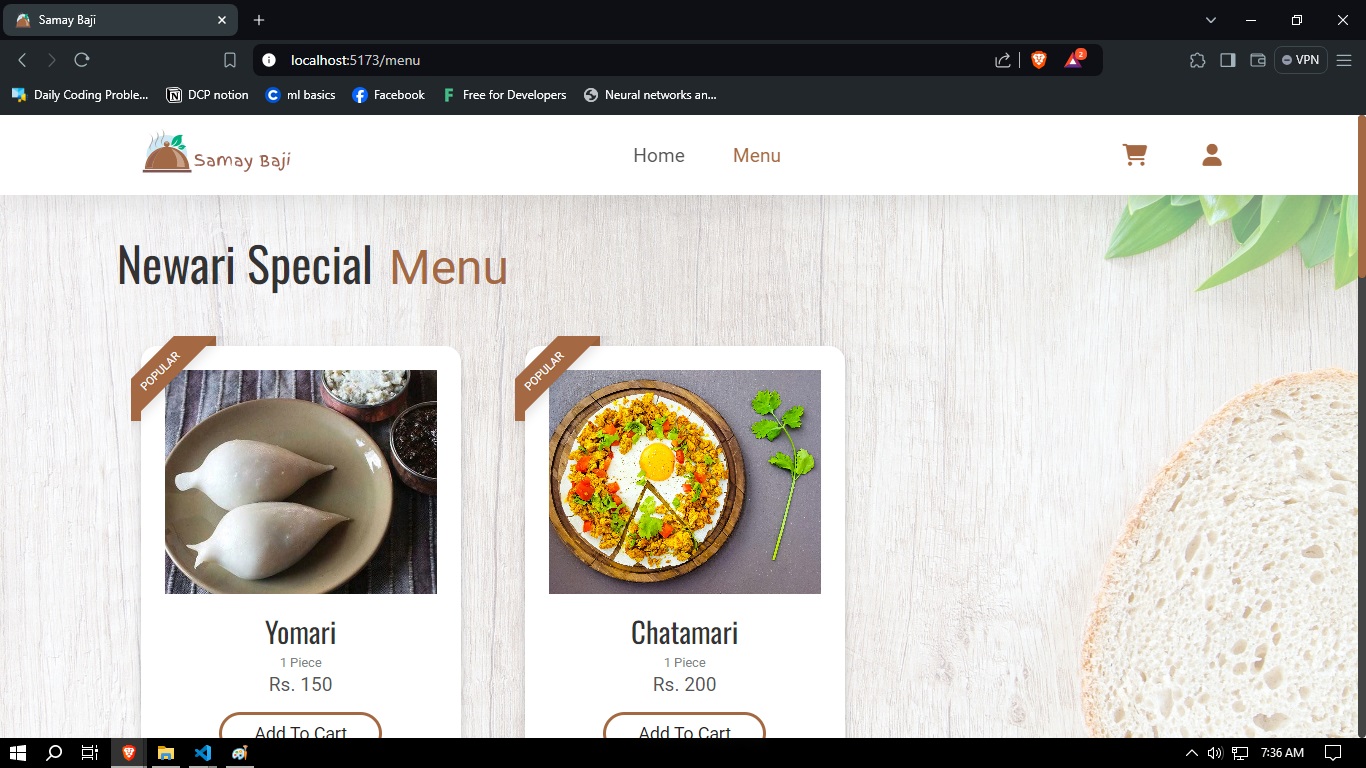 Samay Baji
localhost:5173/menu
2
VPN
Daily Coding Proble... DCP notion ml basics Facebook Free for Developers Neural networks an...
Samay Baji
Home Menu
Newari Special Menu
POPULAR POPULAR
Yomari Chatamari
1 Piece 1 Piece
Rs. 150 Rs. 200
Add To Cart Add To Cart
7:36 AM